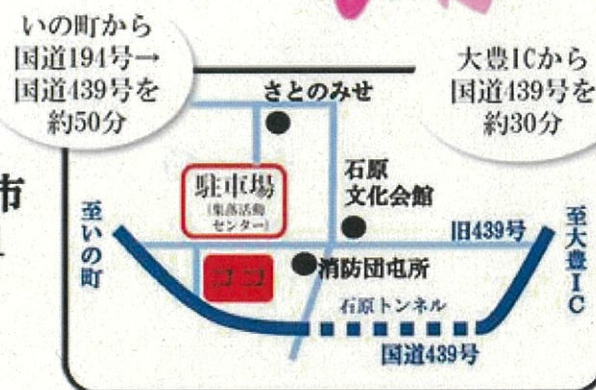 いの町から
国道194号→
国道439号を
約50分
大豊ICから
国道439号を
約30分
さとのみせ
市
駐車場
(集落活動
センター)
石原
文化会館
旧439号
至いの町
至大豊IC
ココ
消防団屯所
石原トンネル
国道439号